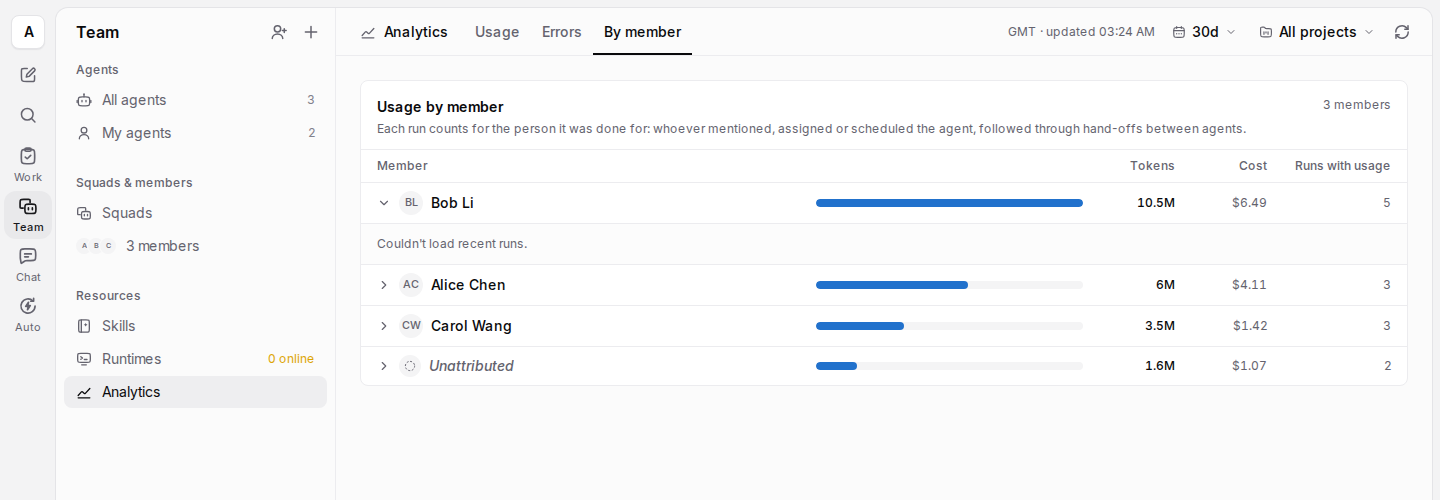 A
Work
Team
Chat
Auto
Team
Agents
All agents 3
My agents 2
Squads & members
Squads
A B C 3 members
Resources
Skills
Runtimes 0 online
Analytics
Analytics Usage Errors By member GMT · updated 03:24 AM 30d All projects
Usage by member 3 members
Each run counts for the person it was done for: whoever mentioned, assigned or scheduled the agent, followed through hand-offs between agents.
Member Tokens Cost Runs with usage
BL Bob Li 10.5M $6.49 5
Couldn't load recent runs.
AC Alice Chen 6M $4.11 3
CW Carol Wang 3.5M $1.42 3
Unattributed 1.6M $1.07 2